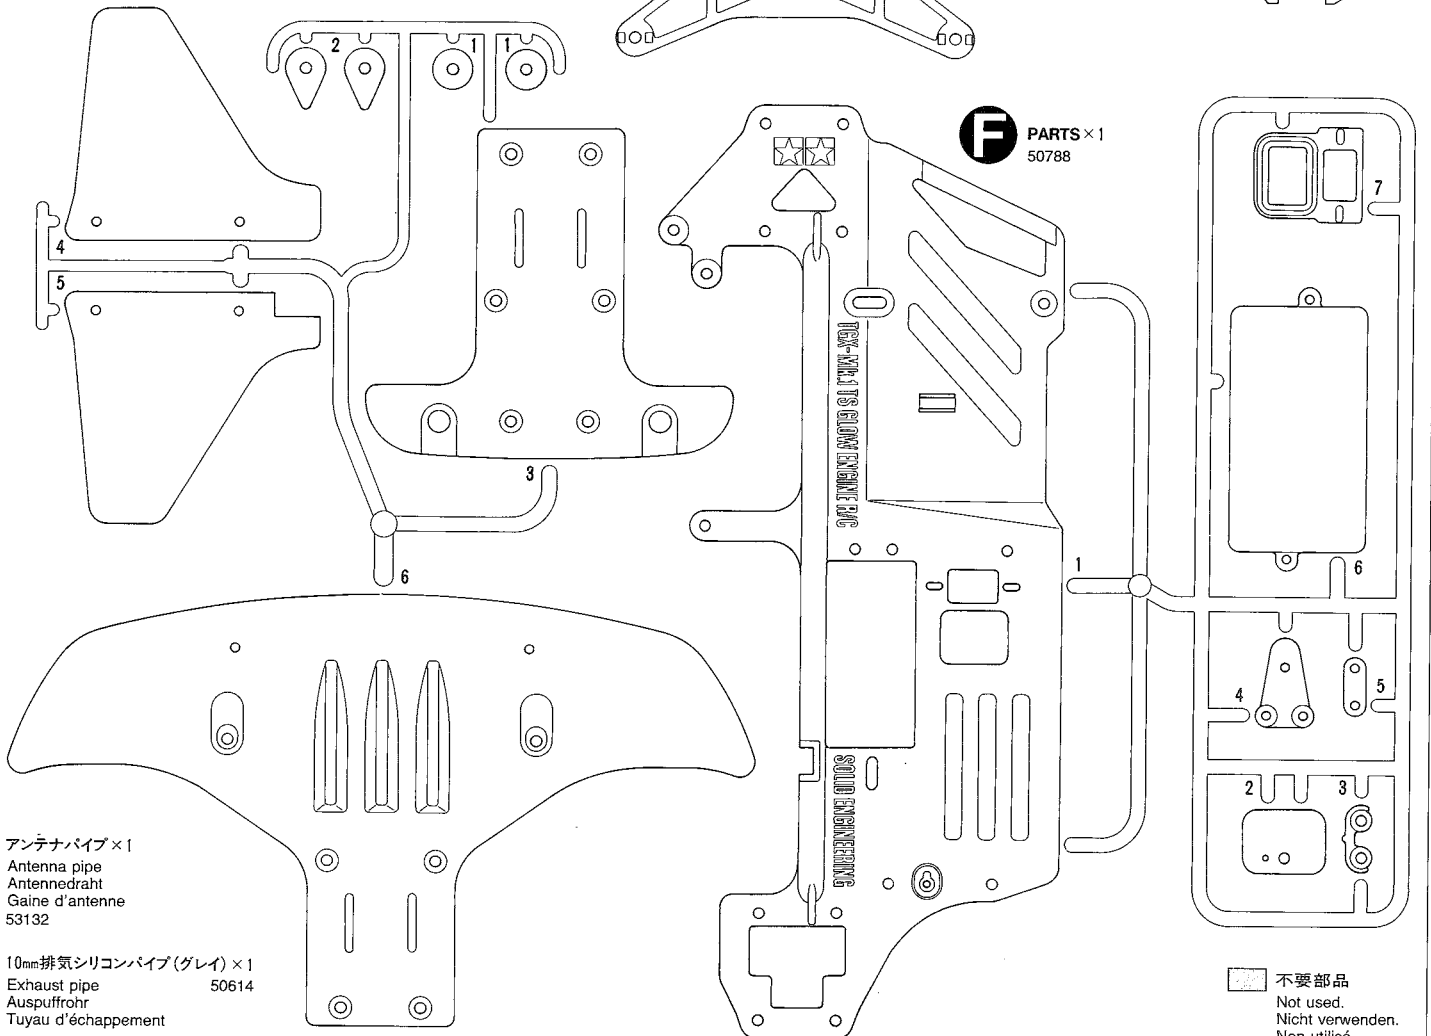 2
1
1
F PARTS×1
50788
7
4
5
3
TGX-Mk.1 TS GLOW ENGINE R/C
6
1
6
4
5
2
3
SOLID ENGINEERING
アンテナパイプ×1
Antenna pipe
Antennedraht
Gaine d'antenne
53132
10mm排気シリコンパイプ(グレイ)×1
Exhaust pipe 50614
Auspuffrohr
Tuyau d'échappement
不要部品
Not used.
Nicht verwenden.
Non utilisé.